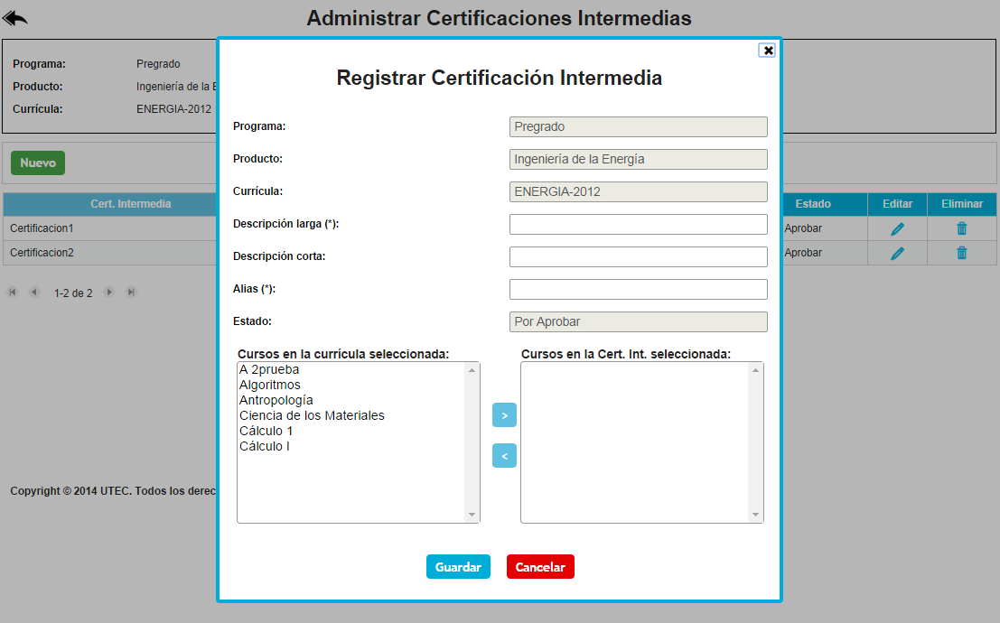 Administrar Certificaciones Intermedias
Programa: Pregrado
Producto: Ingeniería de la E
Currícula: ENERGIA-2012
Nuevo
Cert. Intermedia Estado Editar Eliminar
Certificacion1 Aprobar
Certificacion2 Aprobar
1-2 de 2
Copyright © 2014 UTEC. Todos los derec
Registrar Certificación Intermedia
Programa: Pregrado
Producto: Ingeniería de la Energía
Currícula: ENERGIA-2012
Descripción larga (*):
Descripción corta:
Alias (*):
Estado: Por Aprobar
Cursos en la currícula seleccionada: Cursos en la Cert. Int. seleccionada:
A 2prueba
Algoritmos
Antropología
Ciencia de los Materiales
Cálculo 1
Cálculo I
>
<
Guardar Cancelar